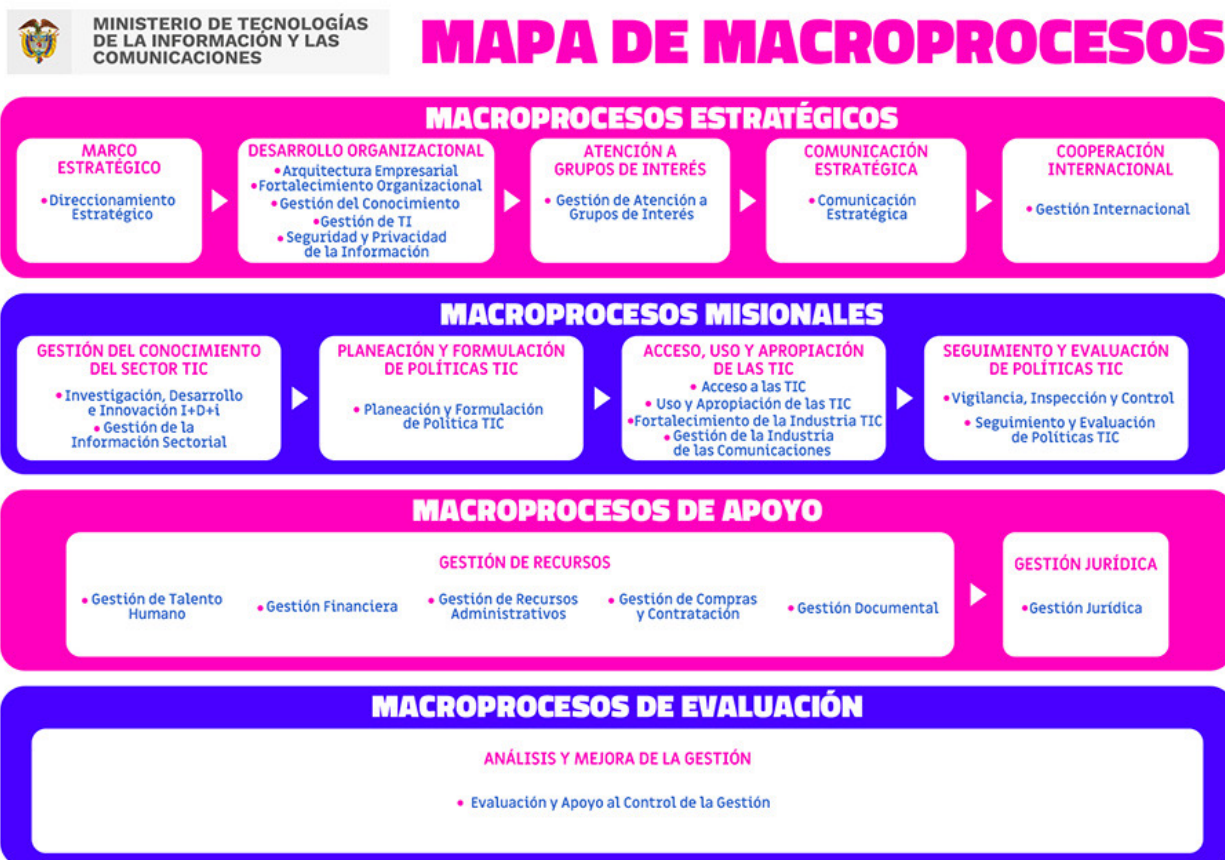 MINISTERIO DE TECNOLOGÍAS
DE LA INFORMACIÓN Y LAS
COMUNICACIONES
MAPA DE MACROPROCESOS
MACROPROCESOS ESTRATÉGICOS
MARCO
ESTRATÉGICO
•Direccionamiento
Estratégico
DESARROLLO ORGANIZACIONAL
•Arquitectura Empresarial
•Fortalecimiento Organizacional
•Gestión del Conocimiento
•Gestión de TI
•Seguridad y Privacidad
de la Información
ATENCIÓN A
GRUPOS DE INTERÉS
• Gestión de Atención a
Grupos de Interés
COMUNICACIÓN
ESTRATÉGICA
• Comunicación
Estratégica
COOPERACIÓN
INTERNACIONAL
• Gestión Internacional
MACROPROCESOS MISIONALES
GESTIÓN DEL CONOCIMIENTO
DEL SECTOR TIC
• Investigación, Desarrollo
e Innovación I+D+i
• Gestión de la
Información Sectorial
PLANEACIÓN Y FORMULACIÓN
DE POLÍTICAS TIC
• Planeación y Formulación
de Política TIC
ACCESO, USO Y APROPIACIÓN
DE LAS TIC
• Acceso a las TIC
• Uso y Apropiación de las TIC
•Fortalecimiento de la Industria TIC
• Gestión de la Industria
de las Comunicaciones
SEGUIMIENTO Y EVALUACIÓN
DE POLÍTICAS TIC
•Vigilancia, Inspección y Control
• Seguimiento y Evaluación
de Políticas TIC
MACROPROCESOS DE APOYO
GESTIÓN DE RECURSOS
• Gestión de Talento
Humano
•Gestión Financiera
• Gestión de Recursos
Administrativos
• Gestión de Compras
y Contratación
• Gestión Documental
GESTIÓN JURÍDICA
•Gestión Jurídica
MACROPROCESOS DE EVALUACIÓN
ANÁLISIS Y MEJORA DE LA GESTIÓN
• Evaluación y Apoyo al Control de la Gestión